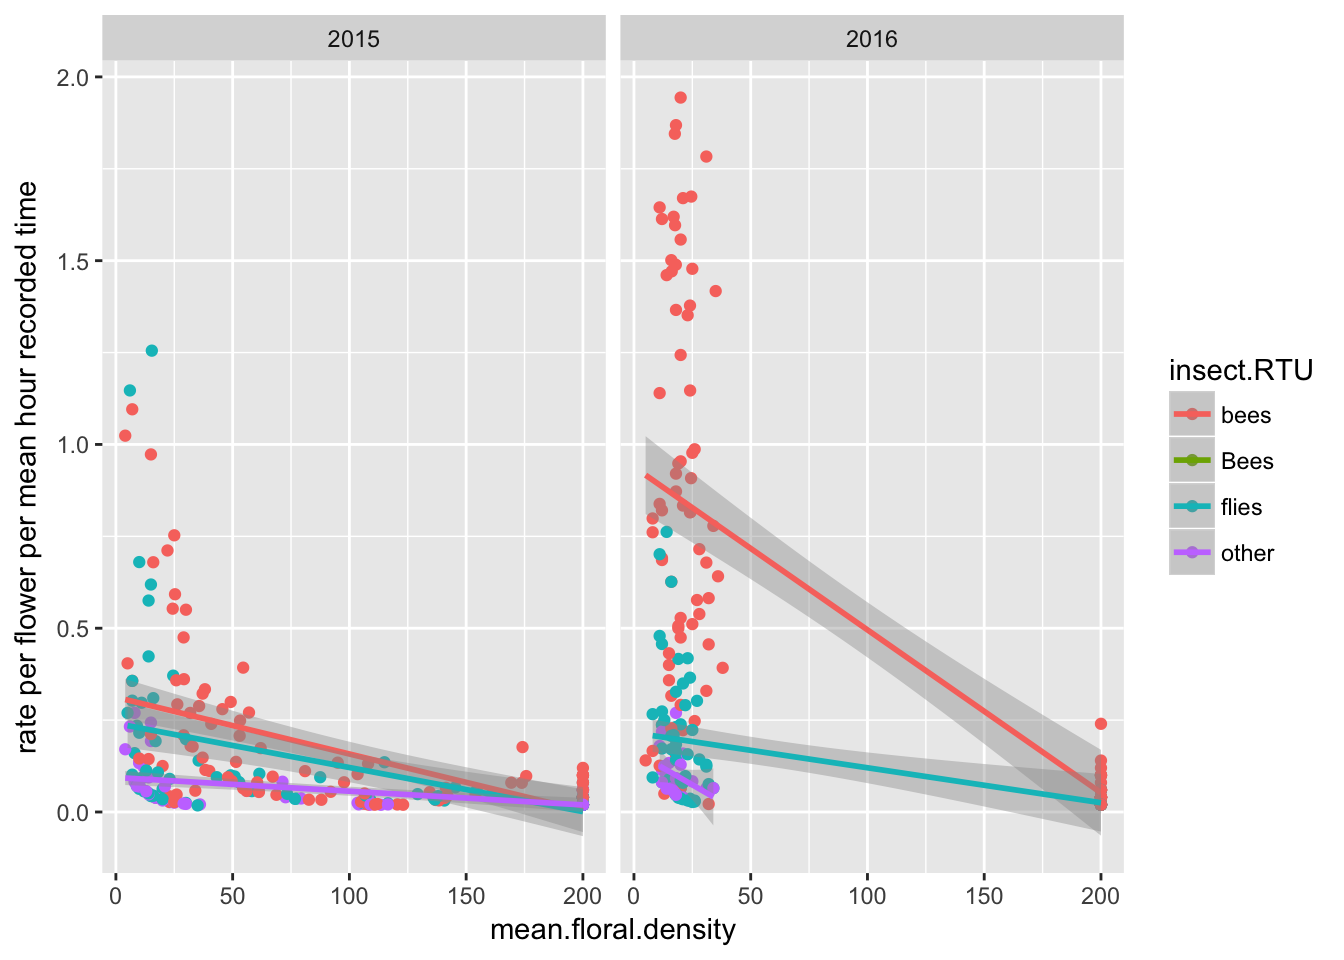 2015
2016
rate per flower per mean hour recorded time
2.0
1.5
1.0
0.5
0.0
0
50
100
150
200
0
50
100
150
200
mean.floral.density
insect.RTU
bees
Bees
flies
other